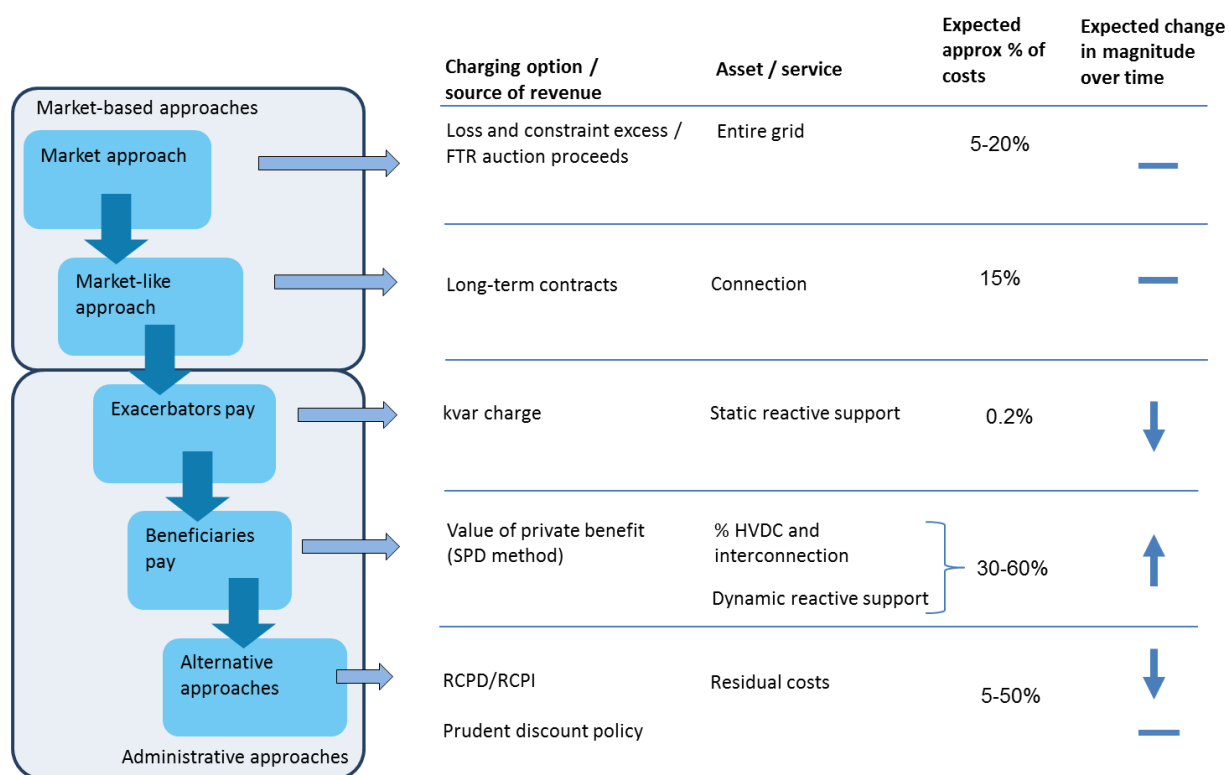 Charging option /
source of revenue
Asset / service
Expected
approx % of
costs
Expected change
in magnitude
over time
Market-based approaches
Market approach
Loss and constraint excess /
FTR auction proceeds
Entire grid
5-20%
Market-like
approach
Long-term contracts
Connection
15%
Exacerbators pay
kvar charge
Static reactive support
0.2%
Beneficiaries
pay
Value of private benefit
(SPD method)
% HVDC and
interconnection
Dynamic reactive support
30-60%
Alternative
approaches
RCPD/RCPI
Residual costs
5-50%
Prudent discount policy
Administrative approaches